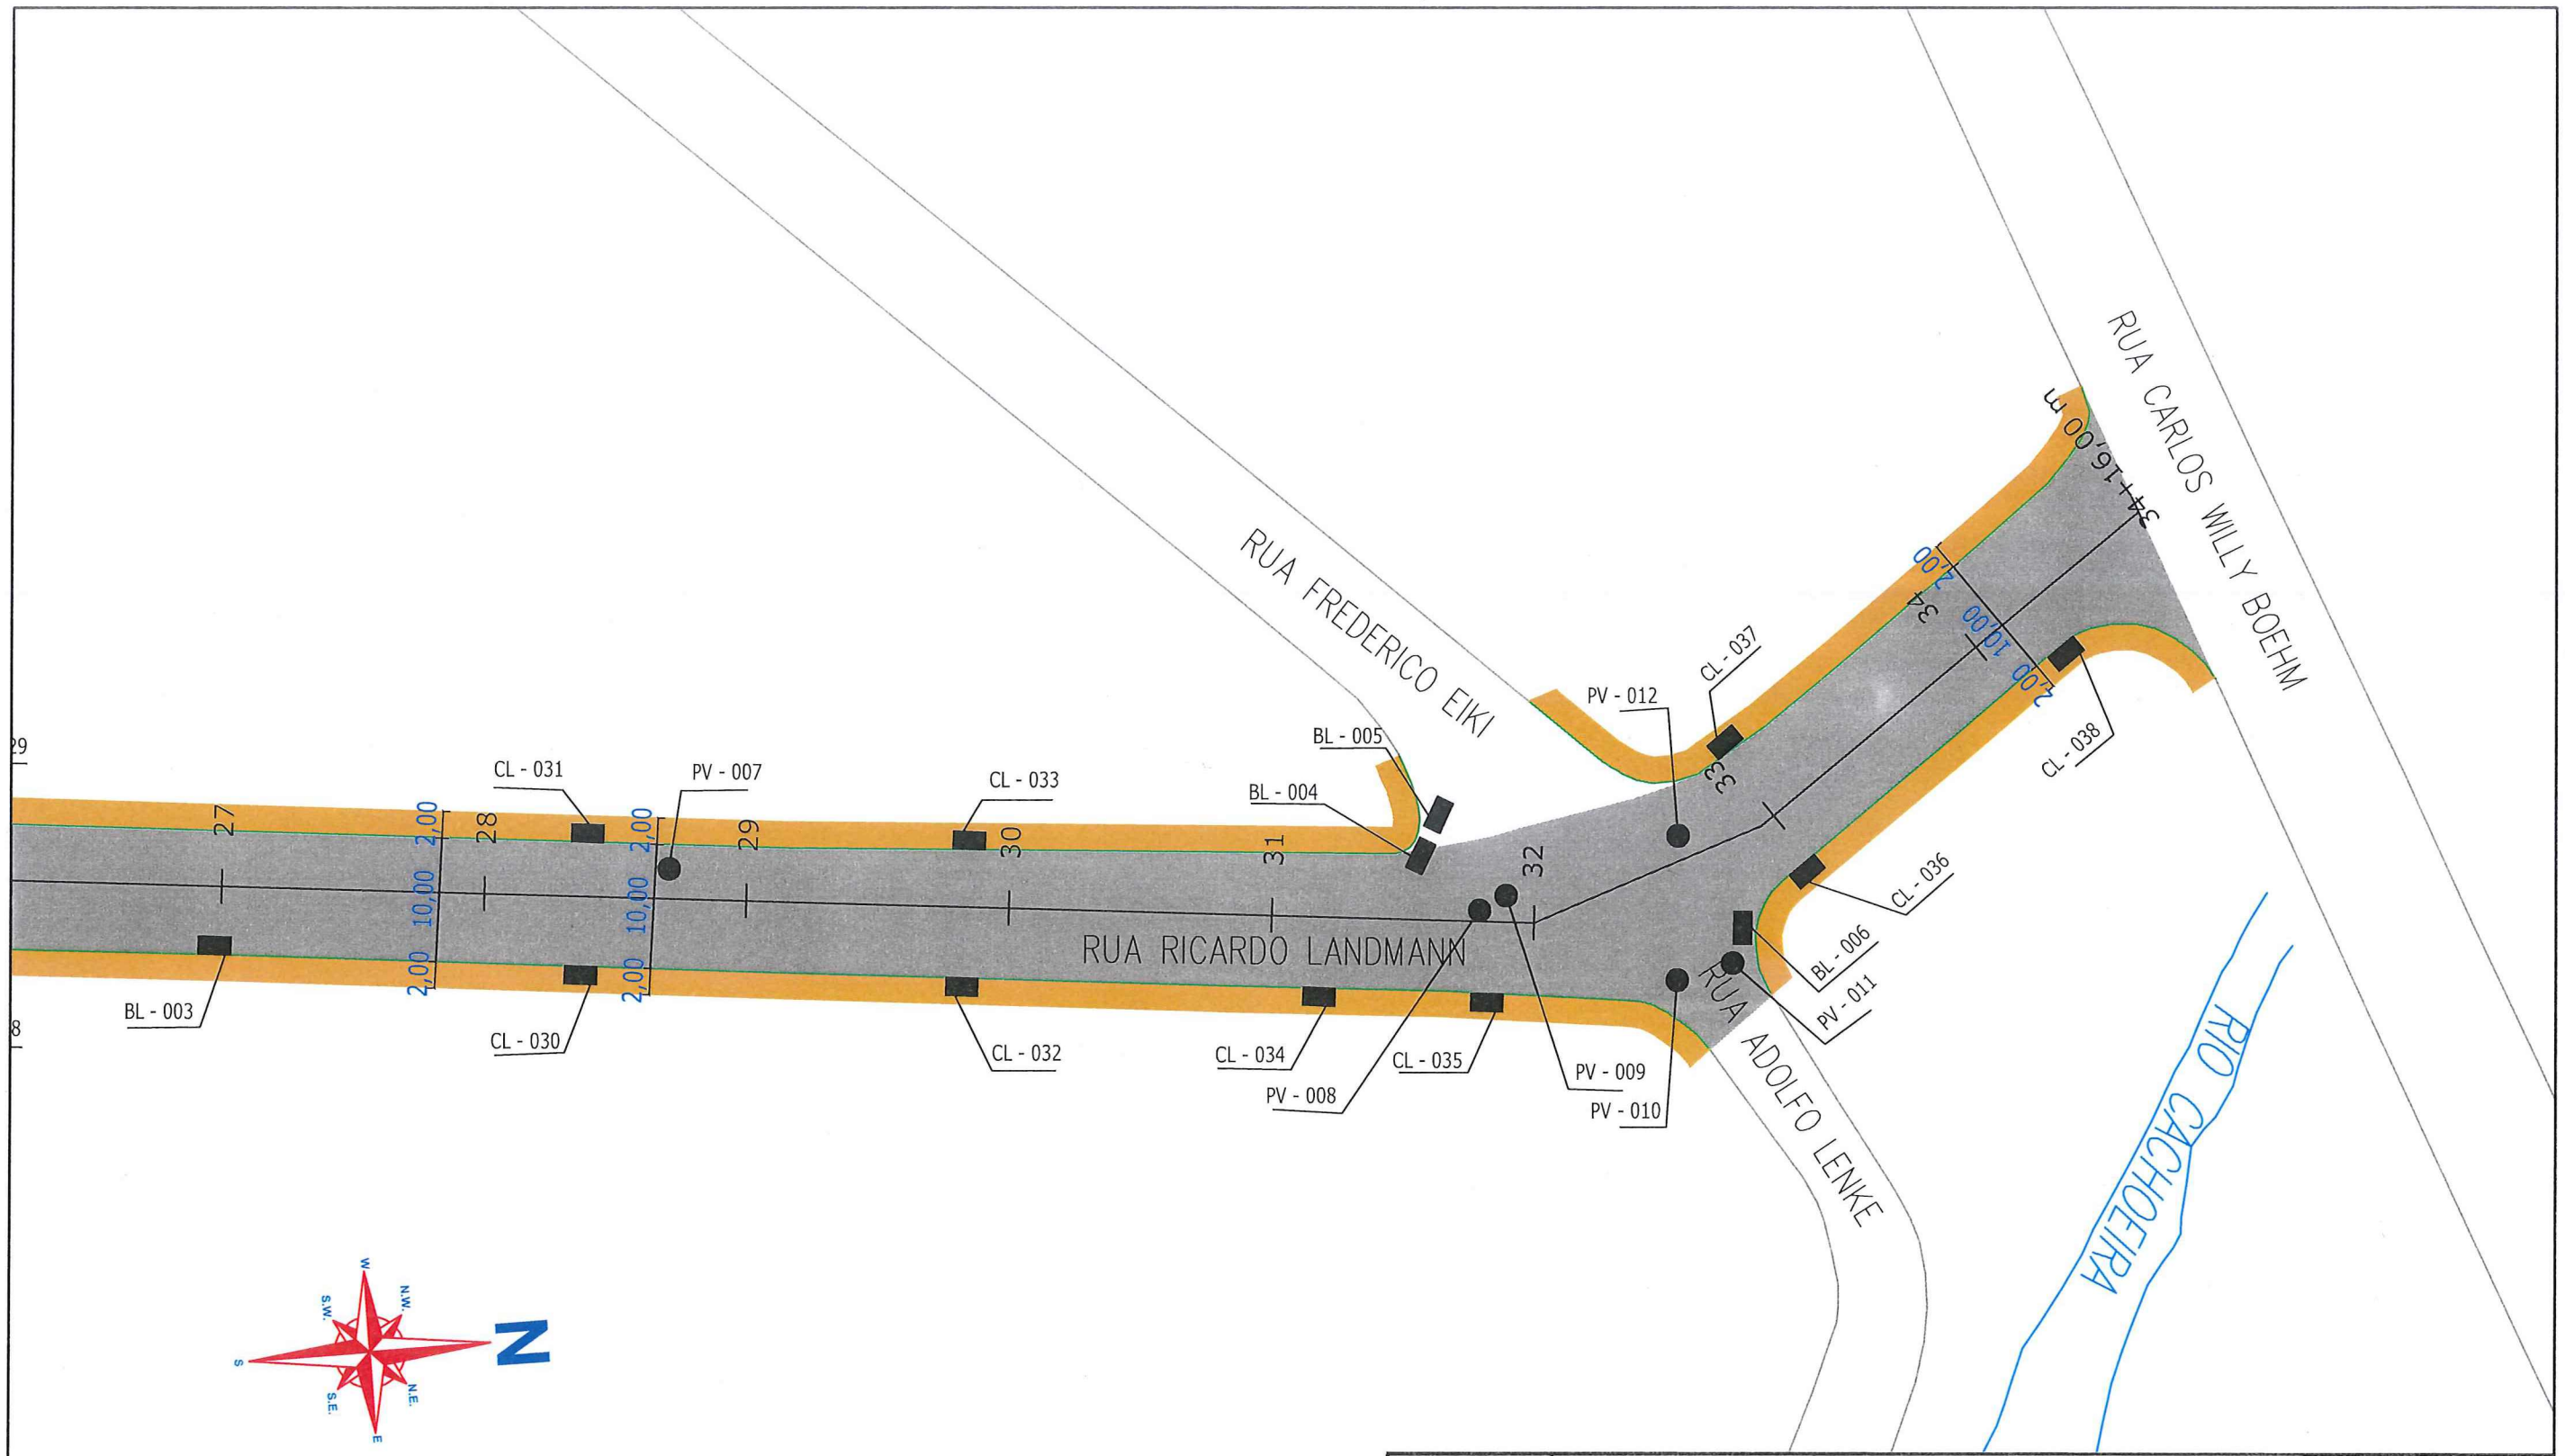 RUA CARLOS WILLY BOEHM
34+16,00 m
RUA FREDERICO EIKI
2,00
10,00
2,00
34
CL - 037
PV - 012
CL - 038
33
BL - 005
BL - 004
29
CL - 031
PV - 007
CL - 033
27
2,00
28
2,00
29
30
31
32
10,00
10,00
CL - 036
RUA RICARDO LANDMANN
2,00
2,00
BL - 006
PV - 011
BL - 003
8
CL - 030
CL - 032
CL - 034
CL - 035
PV - 009
PV - 008
PV - 010
RUA ADOLFO LENKE
RIO CACHOEIRA
W
N.W.
S.W.
N
S
S.E.
N.E.
E